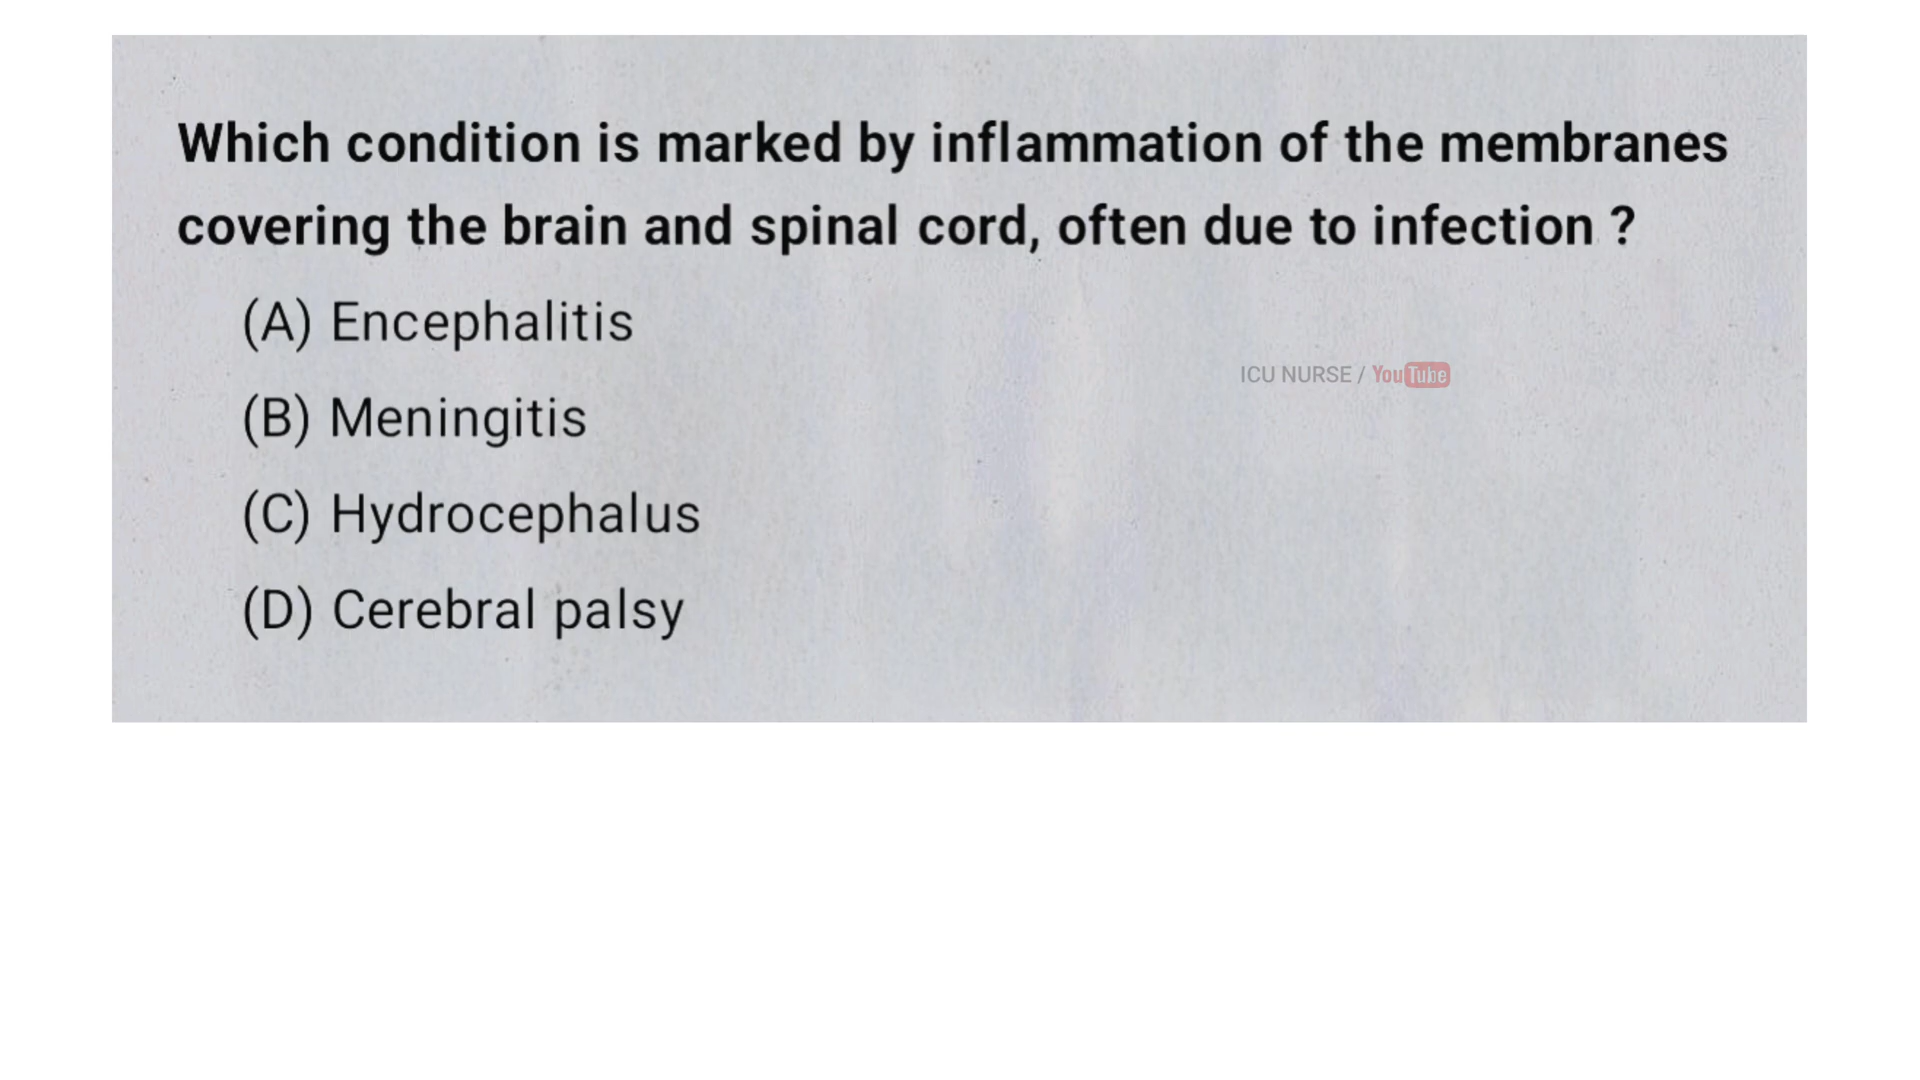 Which condition is marked by inflammation of the membranes
covering the brain and spinal cord, often due to infection ?
(A) Encephalitis
ICU NURSE / YouTube
(B) Meningitis
(C) Hydrocephalus
(D) Cerebral palsy